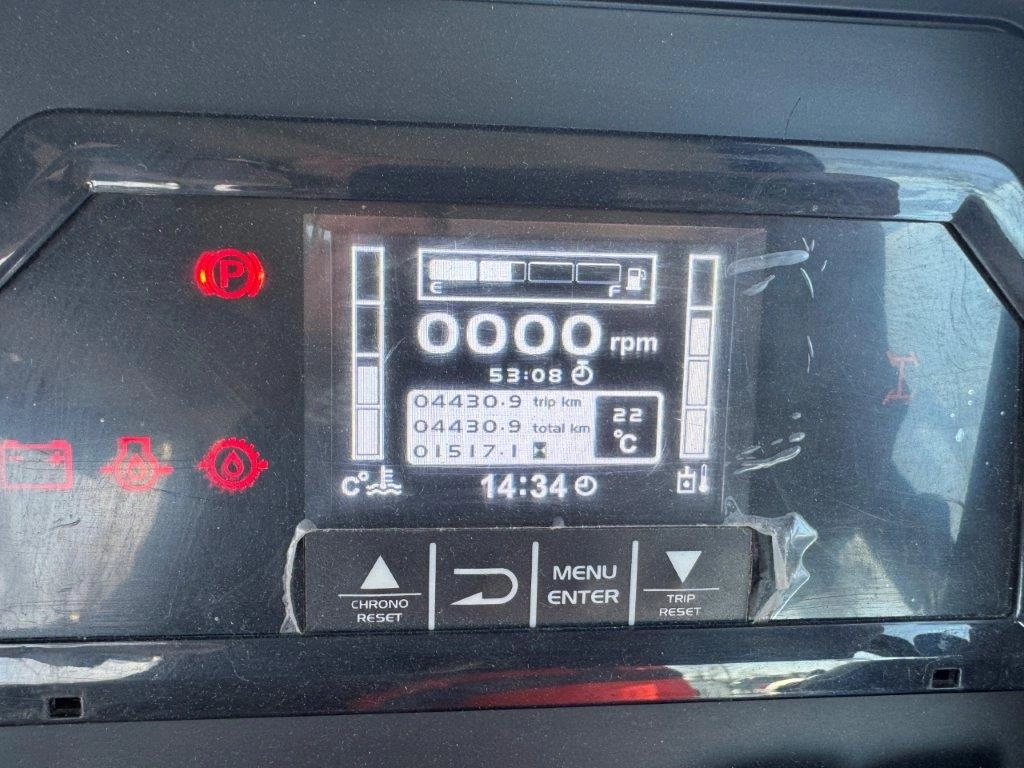 P
E F
0000 rpm
53:08
04430.9 trip km
04430.9 total km
01517.1
22
°C
C°
14:34
CHRONO
RESET
MENU
ENTER
TRIP
RESET